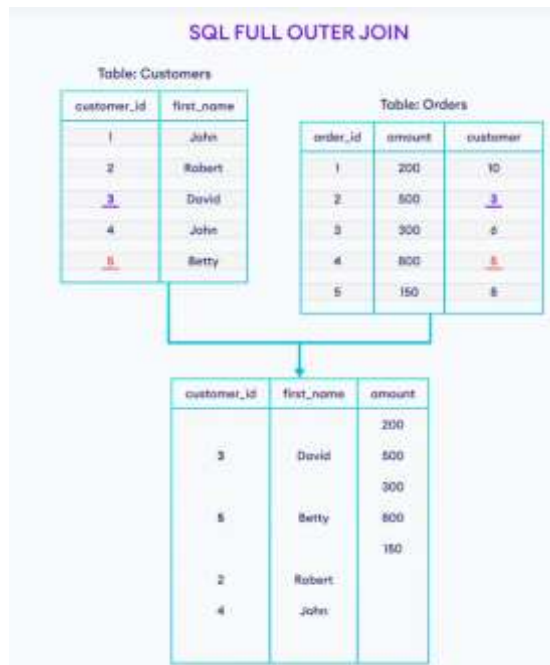 SQL FULL OUTER JOIN
Table: Customers
customer_id first_name
1 John
2 Robert
3 David
4 John
5 Betty
Table: Orders
order_id amount customer
1 200 10
2 500 3
3 300 6
4 800 5
5 150 8
customer_id first_name amount
200
3 David 500
300
5 Betty 800
150
2 Robert
4 John